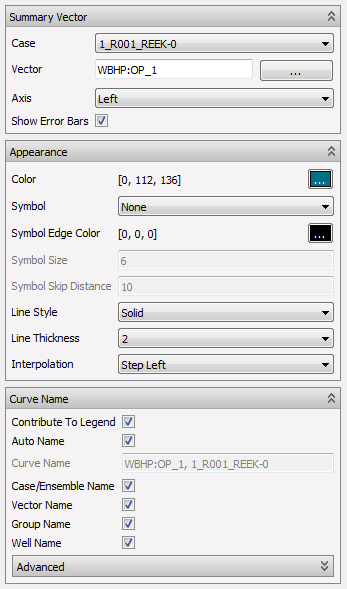 Summary Vector
Case 1_R001_REEK-0
Vector WBHP:OP_1 ...
Axis Left
Show Error Bars
Appearance
Color [0, 112, 136] ...
Symbol None
Symbol Edge Color [0, 0, 0] ...
Symbol Size 6
Symbol Skip Distance 10
Line Style Solid
Line Thickness 2
Interpolation Step Left
Curve Name
Contribute To Legend
Auto Name
Curve Name WBHP:OP_1, 1_R001_REEK-0
Case/Ensemble Name
Vector Name
Group Name
Well Name
Advanced